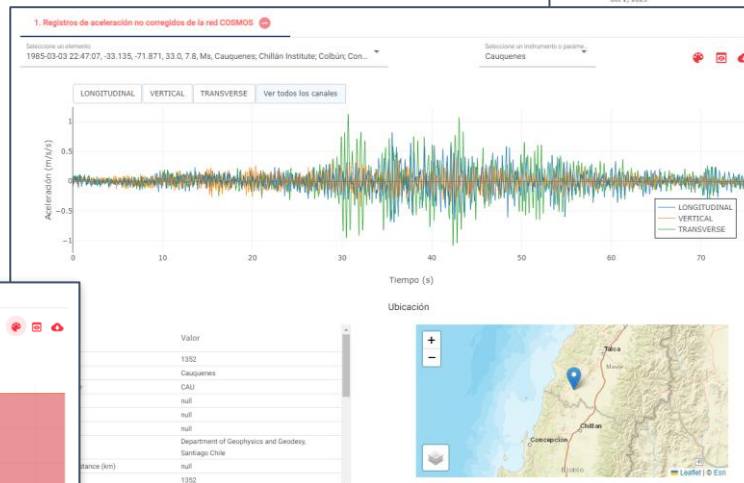 1. Registros de aceleración no corregidos de la red COSMOS
Seleccione un elemento
1985-03-03 22:47:07, -33.135, -71.871, 33.0, 7.8, Ms, Cauquenes; Chillán Institute; Colbún; Con...
Seleccione un instrumento o paráme...
Cauquenes
LONGITUDINAL VERTICAL TRANSVERSE Ver todos los canales
Aceleración (m/s/s)
1
0.5
0
−0.5
−1
0 10 20 30 40 50 60 70
Tiempo (s)
LONGITUDINAL
VERTICAL
TRANSVERSE
Ubicación
Valor
1352
Cauquenes
CAU
null
null
null
Department of Geophysics and Geodesy,
Santiago Chile
stance (km) null
1352
+
−
Talca
Maule
Chillan
Concepción
Leaflet | © Esri